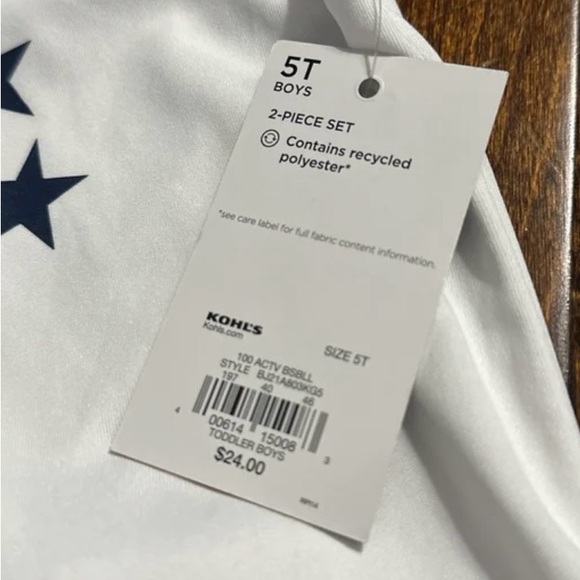 5T
BOYS
2-PIECE SET
Contains recycled
polyester*
*see care label for full fabric content information.
KOHL'S
Kohls.com
SIZE 5T
100 ACTV BSBLL
STYLE BJ21A803KG5
197 40 46
4 00614 15008 3
TODDLER BOYS
$24.00